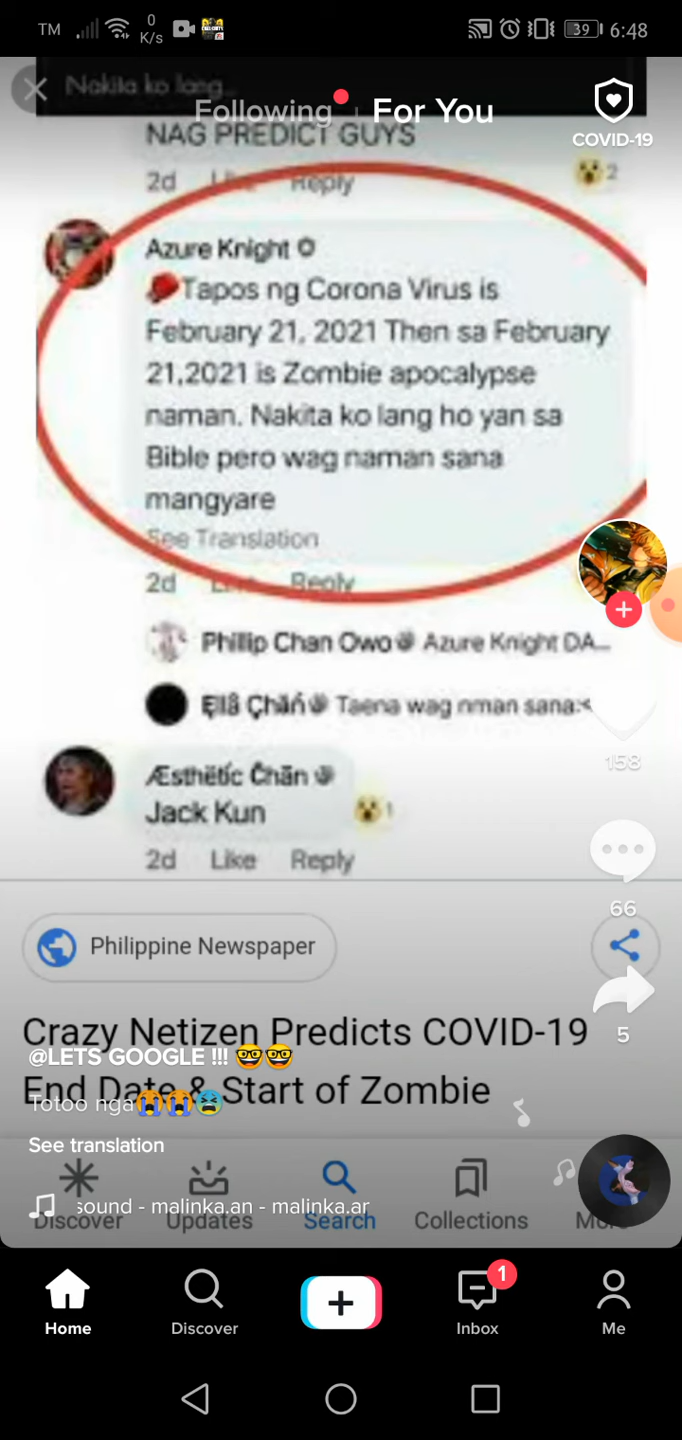 TM
0
K/s
39
6:48
Nakita ko lang...
Following
For You
COVID-19
NAG PREDICT GUYS
2d Like Reply
2
Azure Knight
Tapos ng Corona Virus is
February 21, 2021 Then sa February
21,2021 is Zombie apocalypse
naman. Nakita ko lang ho yan sa
Bible pero wag naman sana
mangyare
See Translation
2d Like Reply
Phillip Chan Owo Azure Knight DA...
Ęllâ Çhăń Taena wag nman sana:<
158
Æsthëtíc Ĉhān
Jack Kun
1
2d Like Reply
66
Philippine Newspaper
5
Crazy Netizen Predicts COVID-19
@LETS GOOGLE !!! 🤓🤓
End Date & Start of Zombie
Totoo nga😭😭😫
See translation
sound - malinka.an - malinka.ar
Discover Updates Search Collections
Home
Discover
1
Inbox
Me